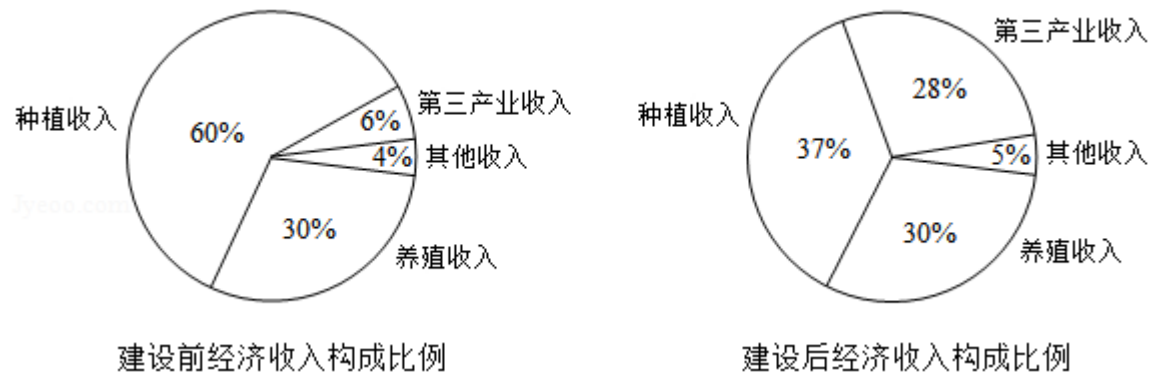 种植收入
60%
第三产业收入
6%
4%
其他收入
30%
养殖收入
建设前经济收入构成比例
第三产业收入
28%
种植收入
37%
5%
其他收入
30%
养殖收入
建设后经济收入构成比例
Jyeoo.com